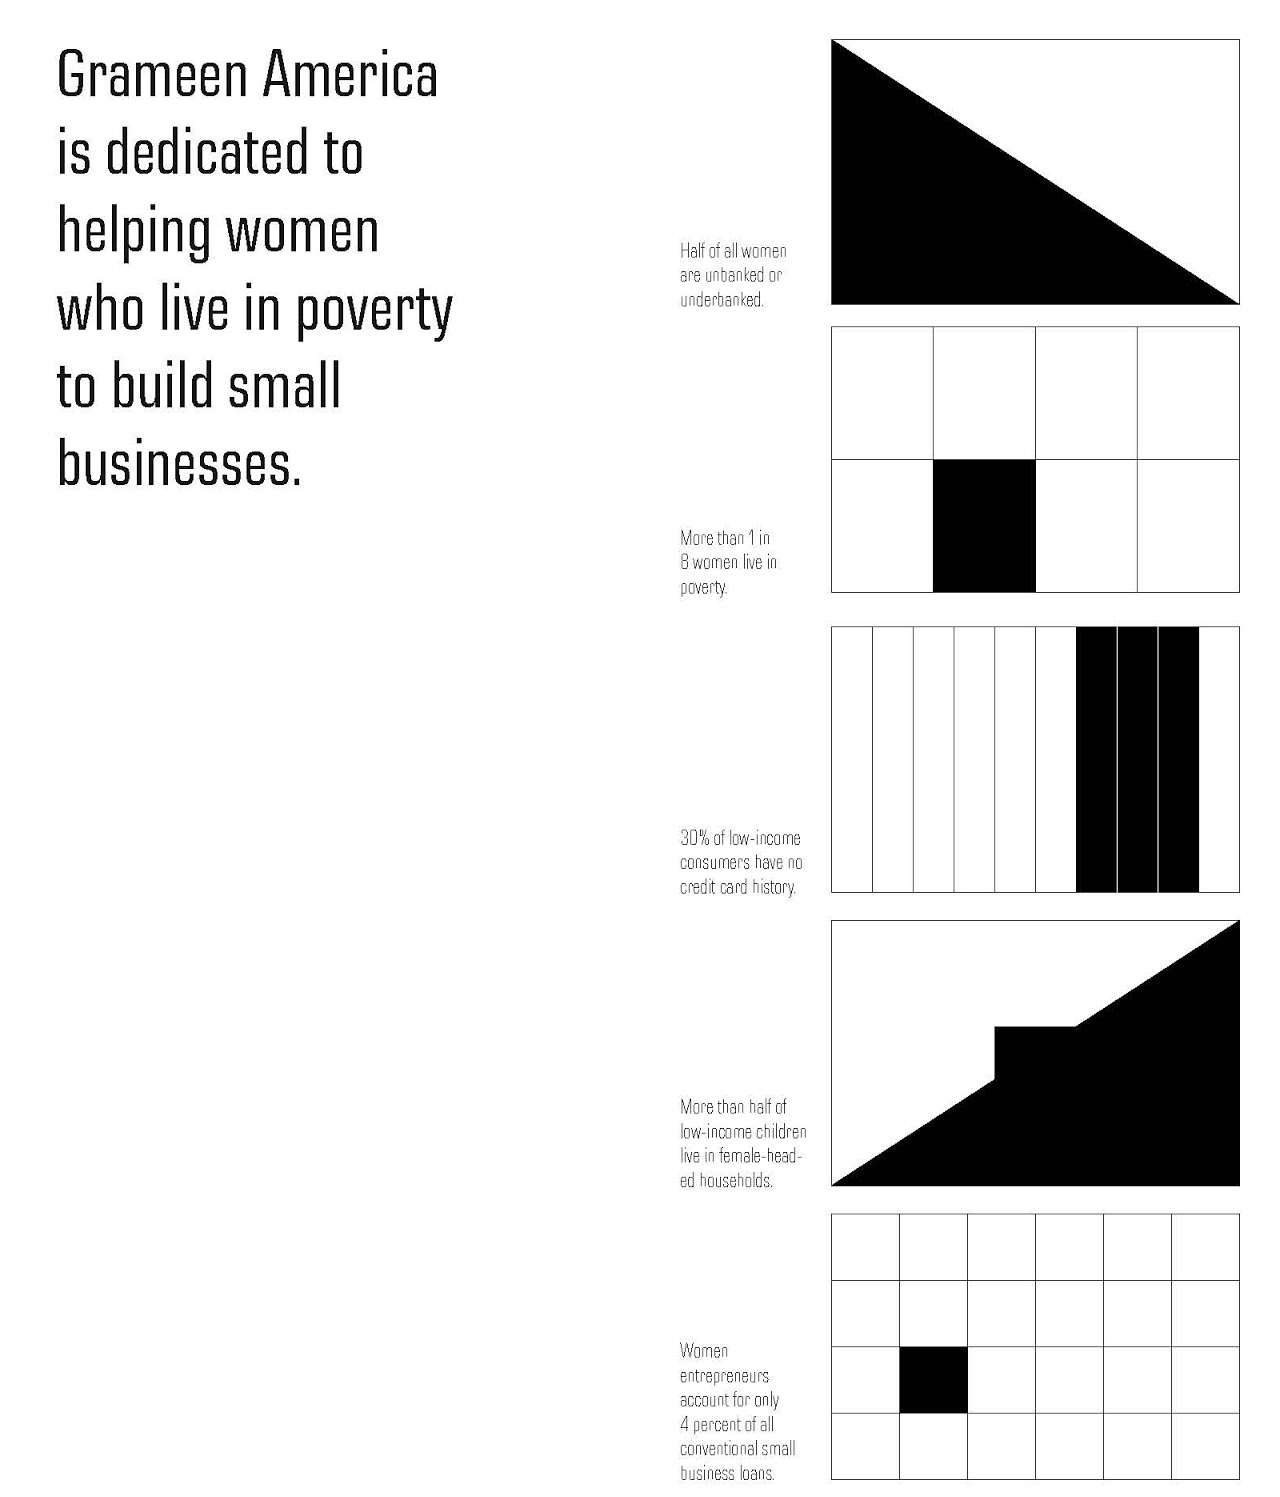 Grameen America
is dedicated to
helping women
who live in poverty
to build small
businesses.
Half of all women
are unbanked or
underbanked.
More than 1 in
8 women live in
poverty.
30% of low-income
consumers have no
credit card history.
More than half of
low-income children
live in female-head-
ed households.
Women
entrepreneurs
account for only
4 percent of all
conventional small
business loans.